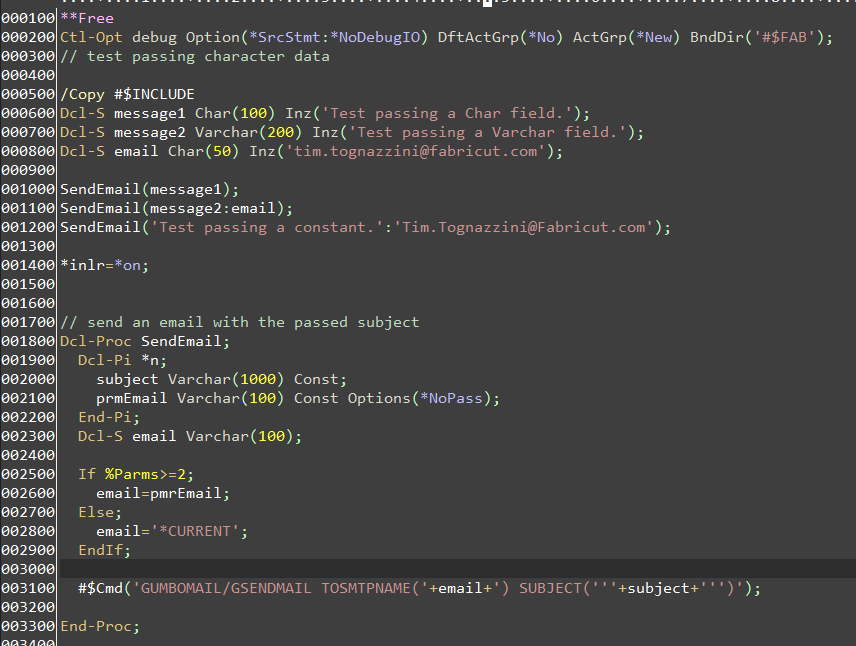 000100 **Free
000200 Ctl-Opt debug Option(*SrcStmt:*NoDebugIO) DftActGrp(*No) ActGrp(*New) BndDir('#$FAB');
000300 // test passing character data
000400
000500 /Copy #$INCLUDE
000600 Dcl-S message1 Char(100) Inz('Test passing a Char field.');
000700 Dcl-S message2 Varchar(200) Inz('Test passing a Varchar field.');
000800 Dcl-S email Char(50) Inz('tim.tognazzini@fabricut.com');
000900
001000 SendEmail(message1);
001100 SendEmail(message2:email);
001200 SendEmail('Test passing a constant.':'Tim.Tognazzini@Fabricut.com');
001300
001400 *inlr=*on;
001500
001600
001700 // send an email with the passed subject
001800 Dcl-Proc SendEmail;
001900   Dcl-Pi *n;
002000     subject Varchar(1000) Const;
002100     prmEmail Varchar(100) Const Options(*NoPass);
002200   End-Pi;
002300   Dcl-S email Varchar(100);
002400
002500   If %Parms>=2;
002600     email=pmrEmail;
002700   Else;
002800     email='*CURRENT';
002900   EndIf;
003000
003100   #$Cmd('GUMBOMAIL/GSENDMAIL TOSMTPNAME('+email+') SUBJECT('''+subject+''')');
003200
003300 End-Proc;
003400